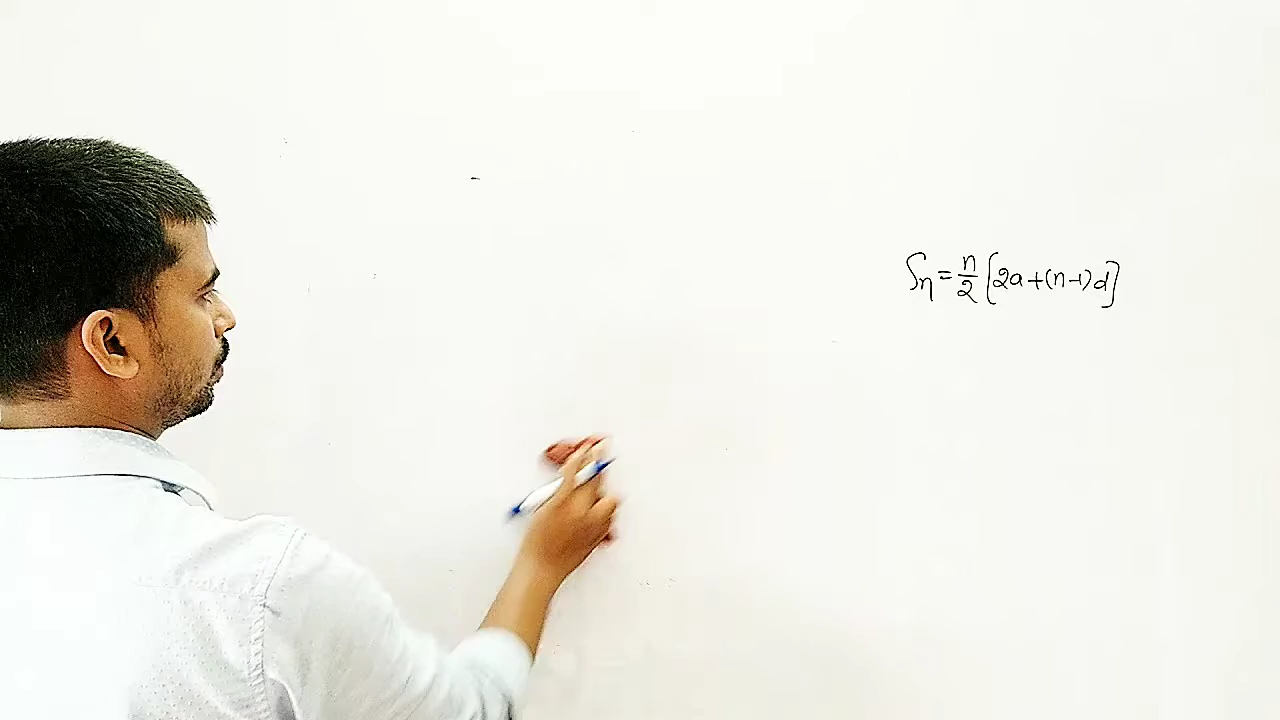 Sn = n/2 [2a+(n-1)d]